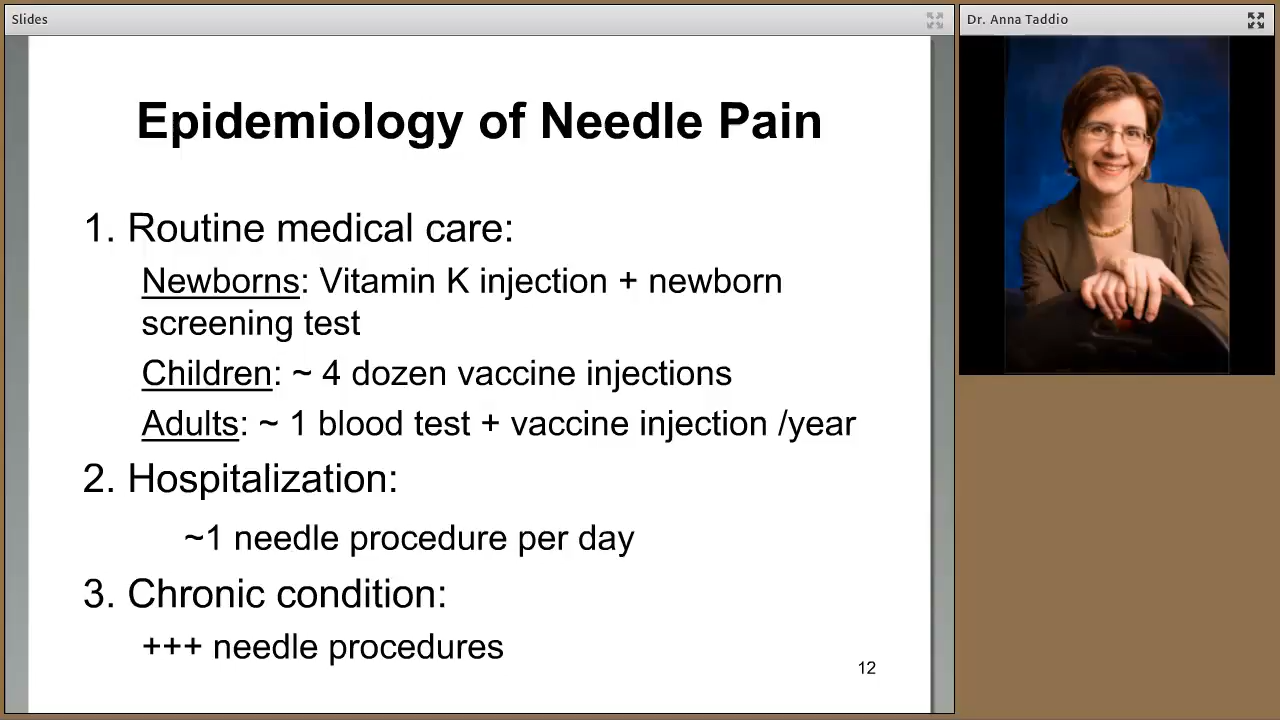 Slides
Dr. Anna Taddio
Epidemiology of Needle Pain
1. Routine medical care:
Newborns: Vitamin K injection + newborn
screening test
Children: ~ 4 dozen vaccine injections
Adults: ~ 1 blood test + vaccine injection /year
2. Hospitalization:
~1 needle procedure per day
3. Chronic condition:
+++ needle procedures
12